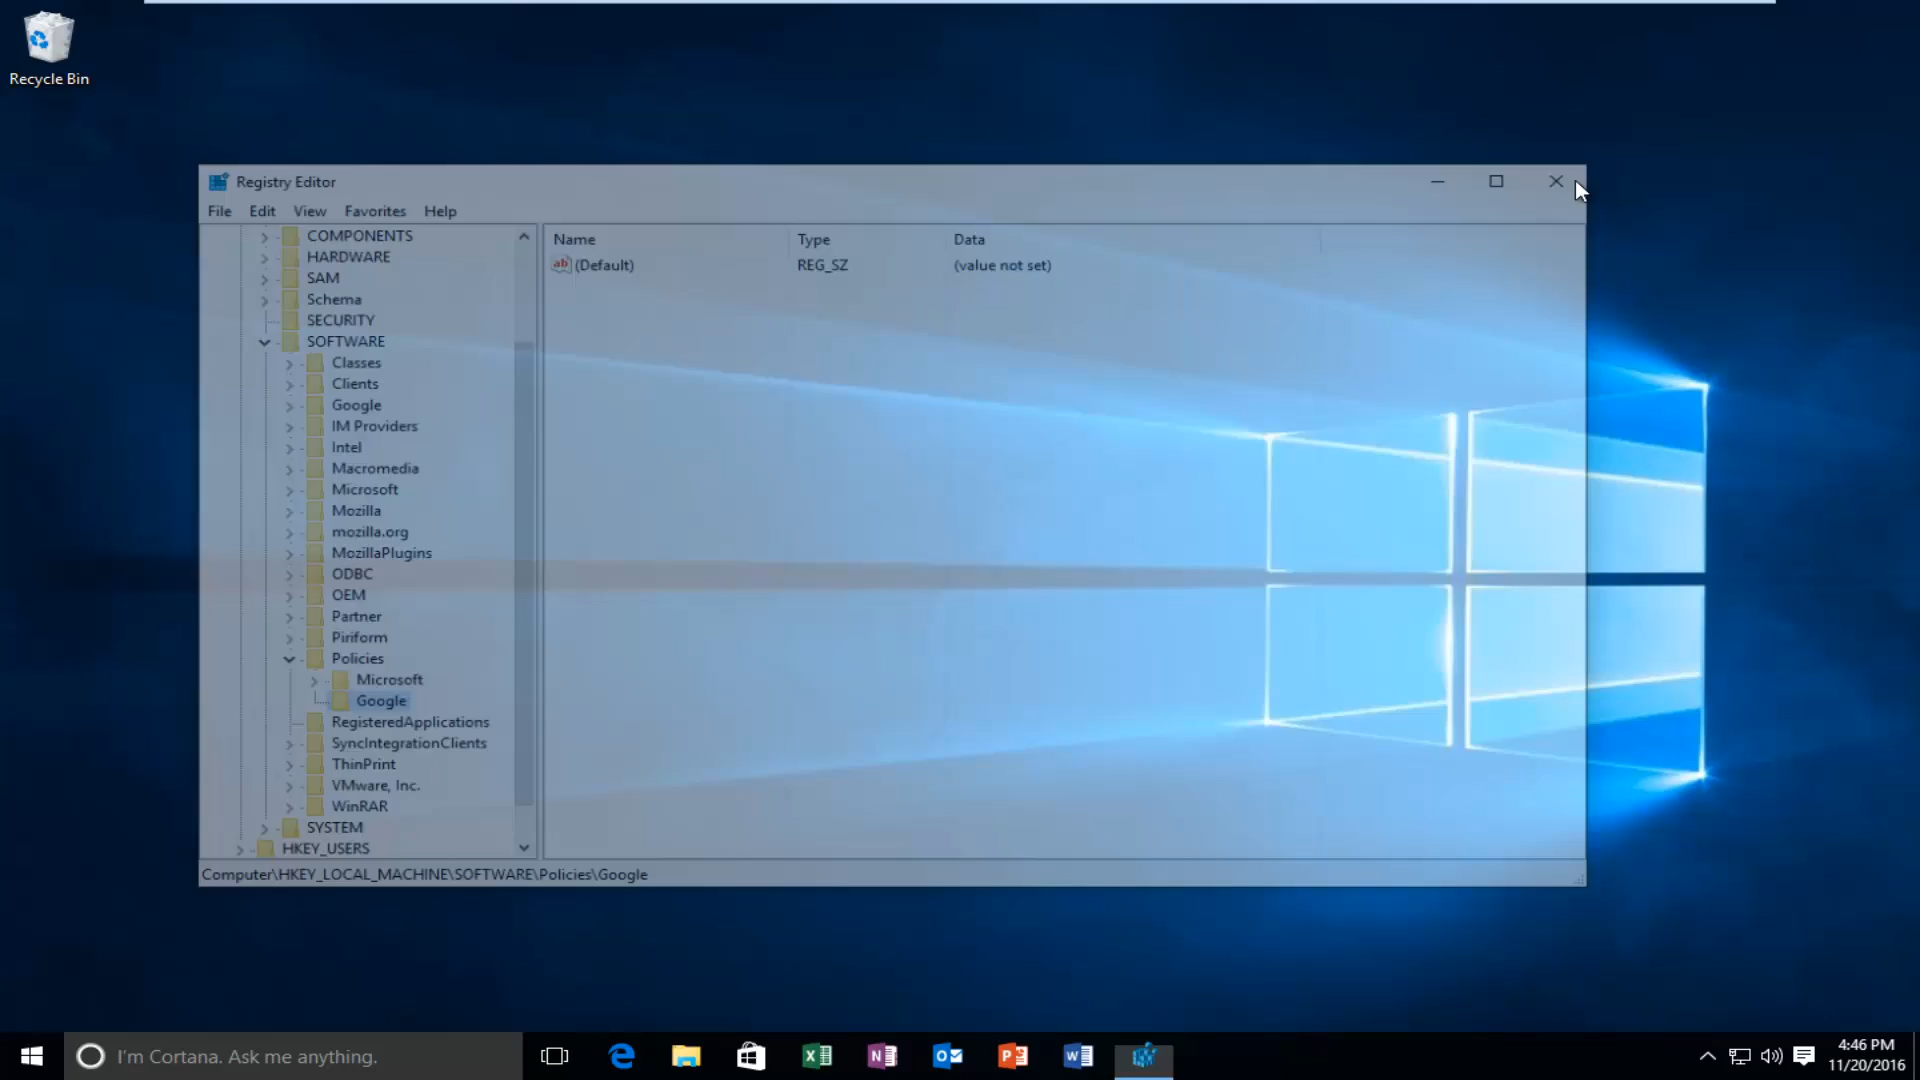 Recycle Bin
Registry Editor
File Edit View Favorites Help
COMPONENTS
HARDWARE
SAM
Schema
SECURITY
SOFTWARE
Classes
Clients
Google
IM Providers
Intel
Macromedia
Microsoft
Mozilla
mozilla.org
MozillaPlugins
ODBC
OEM
Partner
Piriform
Policies
Microsoft
Google
RegisteredApplications
SyncIntegrationClients
ThinPrint
VMware, Inc.
WinRAR
SYSTEM
HKEY_USERS
Name Type Data
ab (Default) REG_SZ (value not set)
Computer\HKEY_LOCAL_MACHINE\SOFTWARE\Policies\Google
I'm Cortana. Ask me anything.
4:46 PM
11/20/2016